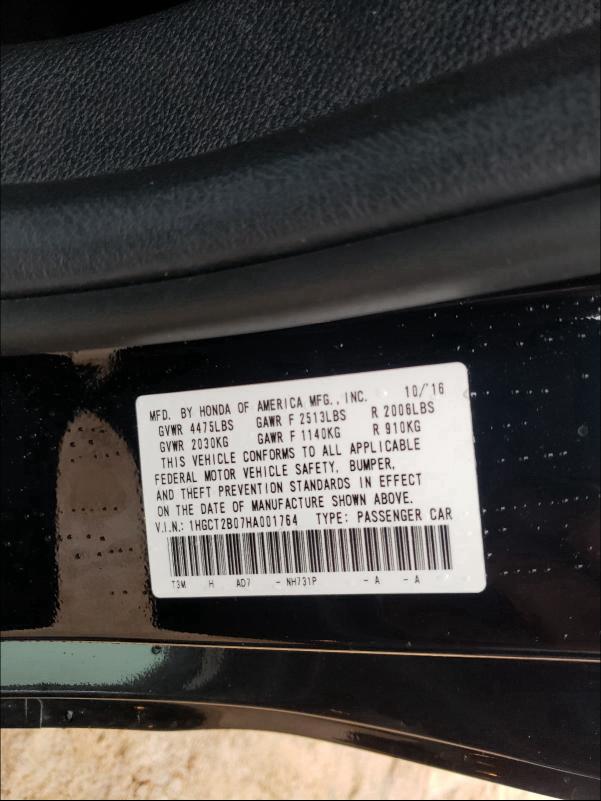 MFD. BY HONDA OF AMERICA MFG., INC. 10/'16
GVWR 4475LBS GAWR F 2513LBS R 2006LBS
GVWR 2030KG GAWR F 1140KG R 910KG
THIS VEHICLE CONFORMS TO ALL APPLICABLE
FEDERAL MOTOR VEHICLE SAFETY, BUMPER,
AND THEFT PREVENTION STANDARDS IN EFFECT
ON THE DATE OF MANUFACTURE SHOWN ABOVE.
V.I.N.: 1HGCT2B07HA001764 TYPE: PASSENGER CAR
T3M H AD7 - NH731P - A - A